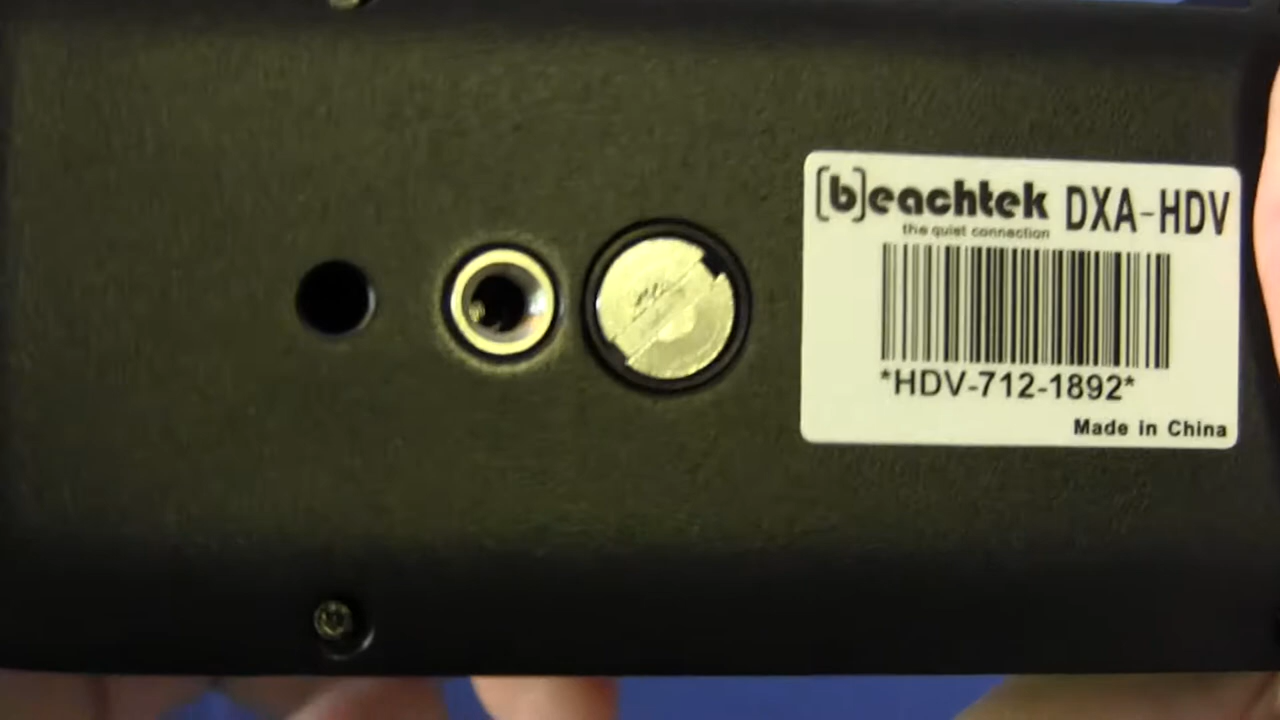 [b]eachtek DXA-HDV
the quiet connection
*HDV-712-1892*
Made in China